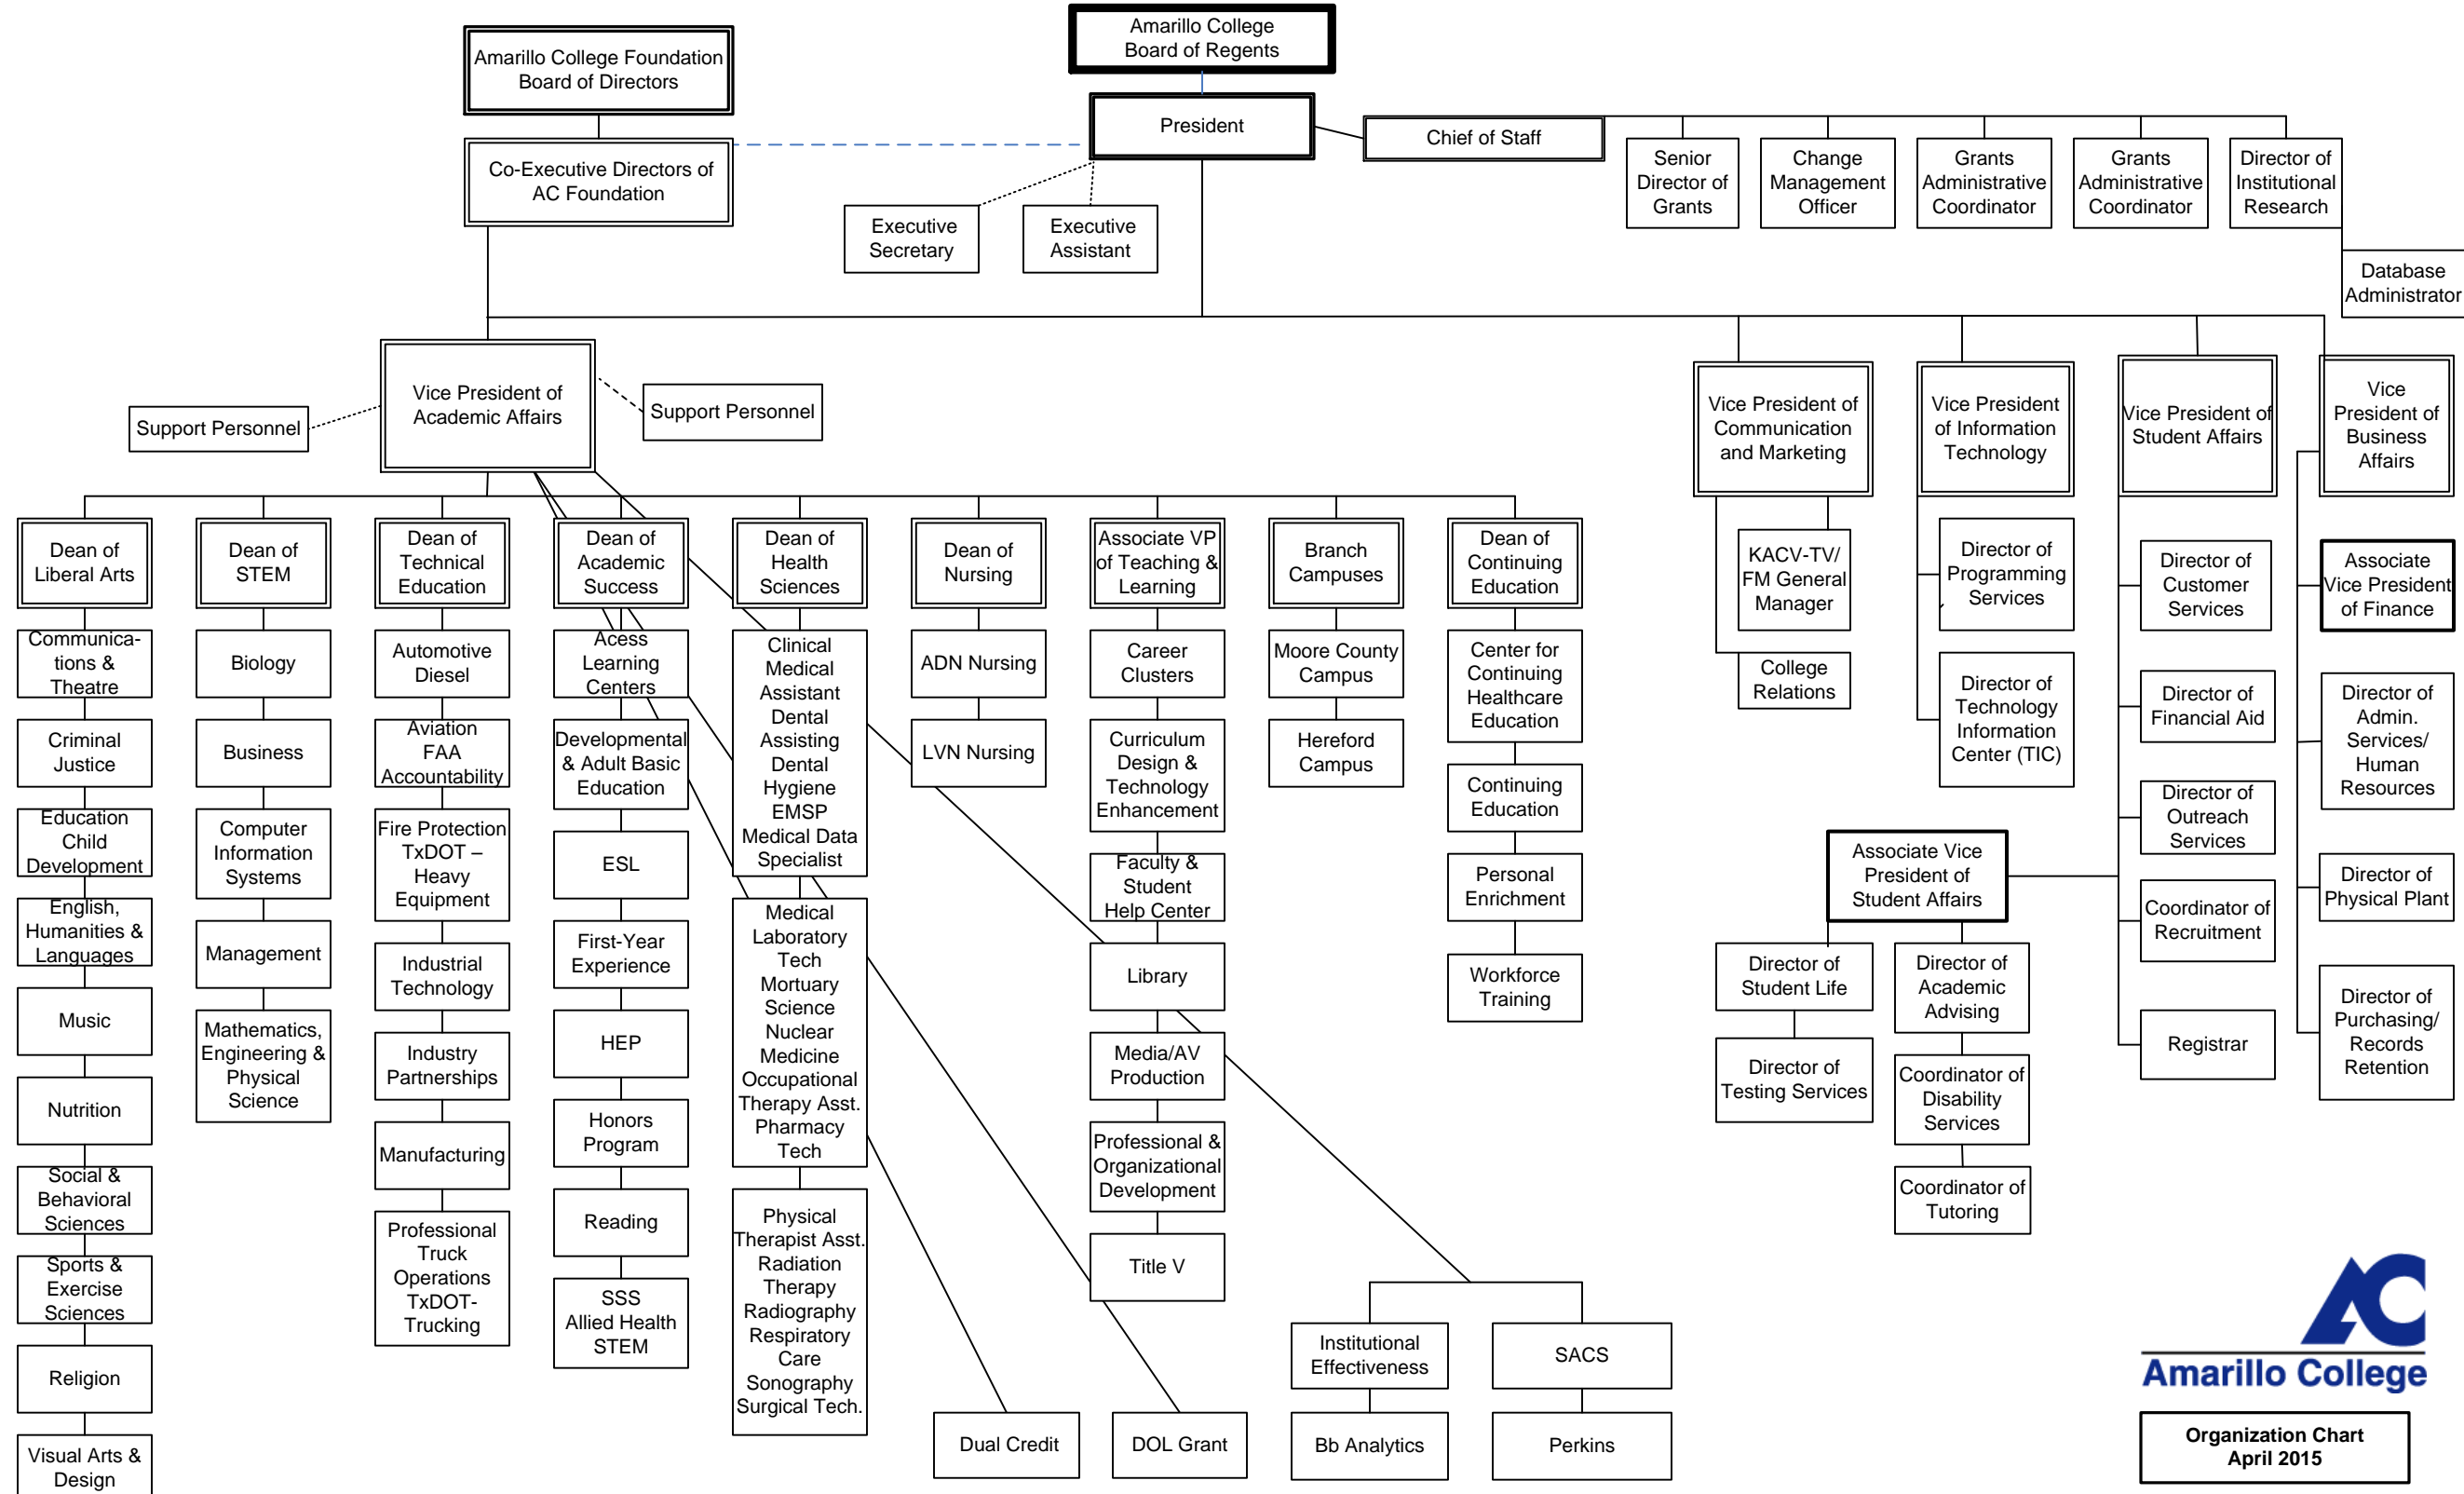 Amarillo College
Board of Regents
Amarillo College Foundation
Board of Directors
President
Chief of Staff
Co-Executive Directors of
AC Foundation
Executive
Secretary
Executive
Assistant
Senior
Director of
Grants
Change
Management
Officer
Grants
Administrative
Coordinator
Grants
Administrative
Coordinator
Director of
Institutional
Research
Database
Administrator
Vice President of
Academic Affairs
Support Personnel
Support Personnel
Vice President of
Communication
and Marketing
Vice President
of Information
Technology
Vice President of
Student Affairs
Vice
President of
Business
Affairs
Dean of
Liberal Arts
Communica-
tions &
Theatre
Criminal
Justice
Education
Child
Development
English,
Humanities &
Languages
Music
Nutrition
Social &
Behavioral
Sciences
Sports &
Exercise
Sciences
Religion
Visual Arts &
Design
Dean of
STEM
Biology
Business
Computer
Information
Systems
Management
Mathematics,
Engineering &
Physical
Science
Dean of
Technical
Education
Automotive
Diesel
Aviation
FAA
Accountability
Fire Protection
TxDOT –
Heavy
Equipment
Industrial
Technology
Industry
Partnerships
Manufacturing
Professional
Truck
Operations
TxDOT-
Trucking
Dean of
Academic
Success
Acess
Learning
Centers
Developmental
& Adult Basic
Education
ESL
First-Year
Experience
HEP
Honors
Program
Reading
SSS
Allied Health
STEM
Dean of
Health
Sciences
Clinical
Medical
Assistant
Dental
Assisting
Dental
Hygiene
EMSP
Medical Data
Specialist
Medical
Laboratory
Tech
Mortuary
Science
Nuclear
Medicine
Occupational
Therapy Asst.
Pharmacy
Tech
Physical
Therapist Asst.
Radiation
Therapy
Radiography
Respiratory
Care
Sonography
Surgical Tech.
Dean of
Nursing
ADN Nursing
LVN Nursing
Associate VP
of Teaching &
Learning
Career
Clusters
Curriculum
Design &
Technology
Enhancement
Faculty &
Student
Help Center
Library
Media/AV
Production
Professional &
Organizational
Development
Title V
Branch
Campuses
Moore County
Campus
Hereford
Campus
Dean of
Continuing
Education
Center for
Continuing
Healthcare
Education
Continuing
Education
Personal
Enrichment
Workforce
Training
Dual Credit
DOL Grant
Institutional
Effectiveness
Bb Analytics
SACS
Perkins
KACV-TV/
FM General
Manager
College
Relations
Director of
Programming
Services
Director of
Technology
Information
Center (TIC)
Director of
Customer
Services
Director of
Financial Aid
Director of
Outreach
Services
Coordinator of
Recruitment
Registrar
Associate Vice
President of
Student Affairs
Director of
Student Life
Director of
Testing Services
Director of
Academic
Advising
Coordinator of
Disability
Services
Coordinator of
Tutoring
Associate
Vice President
of Finance
Director of
Admin.
Services/
Human
Resources
Director of
Physical Plant
Director of
Purchasing/
Records
Retention
AC
Amarillo College
Organization Chart
April 2015